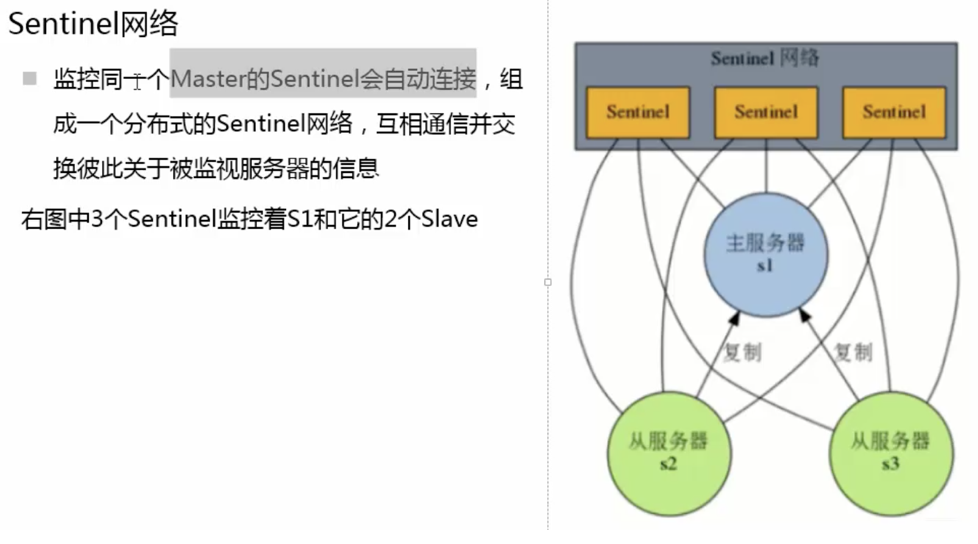 Sentinel网络
监控同一个Master的Sentinel会自动连接，组
成一个分布式的Sentinel网络，互相通信并交
换彼此关于被监视服务器的信息
右图中3个Sentinel监控着S1和它的2个Slave
Sentinel 网络
Sentinel
Sentinel
Sentinel
主服务器
s1
复制
复制
从服务器
s2
从服务器
s3